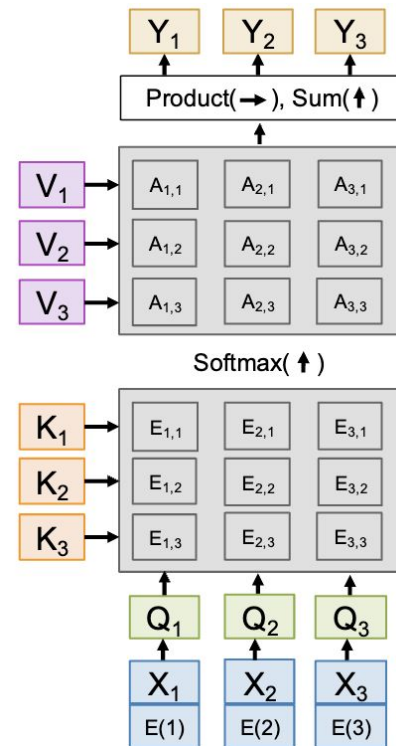 Y₁ Y₂ Y₃
Product(→), Sum(↑)
V₁ A₁,₁ A₂,₁ A₃,₁
V₂ A₁,₂ A₂,₂ A₃,₂
V₃ A₁,₃ A₂,₃ A₃,₃
Softmax(↑)
K₁ E₁,₁ E₂,₁ E₃,₁
K₂ E₁,₂ E₂,₂ E₃,₂
K₃ E₁,₃ E₂,₃ E₃,₃
Q₁ Q₂ Q₃
X₁ X₂ X₃
E(1) E(2) E(3)